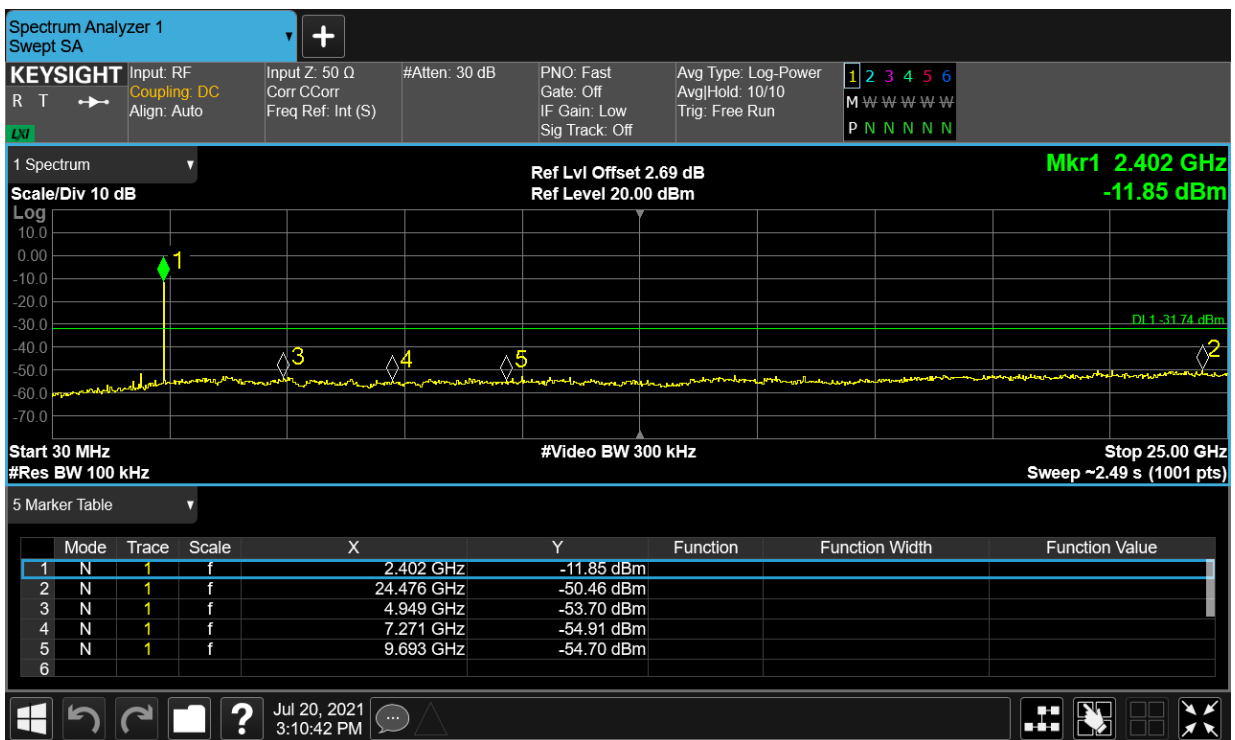 Spectrum Analyzer 1
Swept SA
+
KEYSIGHT
R T
LXI
Input: RF
Coupling: DC
Align: Auto
Input Z: 50 Ω
Corr CCorr
Freq Ref: Int (S)
#Atten: 30 dB
PNO: Fast
Gate: Off
IF Gain: Low
Sig Track: Off
Avg Type: Log-Power
Avg|Hold: 10/10
Trig: Free Run
1 2 3 4 5 6
M W W W W W
P N N N N N
1 Spectrum
Scale/Div 10 dB
Ref Lvl Offset 2.69 dB
Ref Level 20.00 dBm
Mkr1 2.402 GHz
-11.85 dBm
Log
10.0
0.00
-10.0
-20.0
-30.0
-40.0
-50.0
-60.0
-70.0
1
DL1 -31.74 dBm
3
4
5
2
Start 30 MHz
#Video BW 300 kHz
Stop 25.00 GHz
#Res BW 100 kHz
Sweep ~2.49 s (1001 pts)
5 Marker Table
Mode Trace Scale X Y Function Function Width Function Value
1 N 1 f 2.402 GHz -11.85 dBm
2 N 1 f 24.476 GHz -50.46 dBm
3 N 1 f 4.949 GHz -53.70 dBm
4 N 1 f 7.271 GHz -54.91 dBm
5 N 1 f 9.693 GHz -54.70 dBm
6
?
Jul 20, 2021
3:10:42 PM